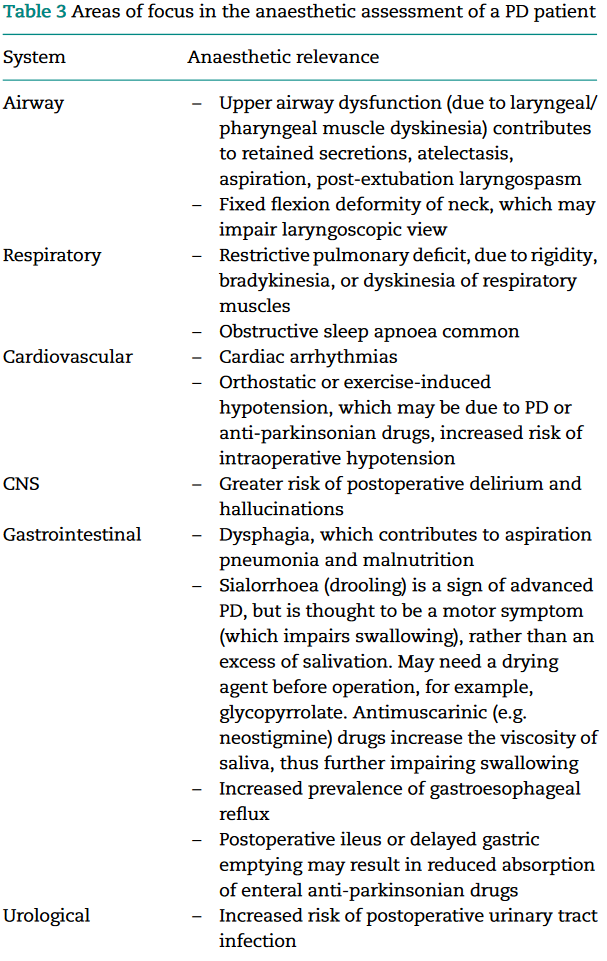 Table 3 Areas of focus in the anaesthetic assessment of a PD patient
System Anaesthetic relevance
Airway – Upper airway dysfunction (due to laryngeal/
pharyngeal muscle dyskinesia) contributes
to retained secretions, atelectasis,
aspiration, post-extubation laryngospasm
– Fixed flexion deformity of neck, which may
impair laryngoscopic view
Respiratory – Restrictive pulmonary deficit, due to rigidity,
bradykinesia, or dyskinesia of respiratory
muscles
– Obstructive sleep apnoea common
Cardiovascular – Cardiac arrhythmias
– Orthostatic or exercise-induced
hypotension, which may be due to PD or
anti-parkinsonian drugs, increased risk of
intraoperative hypotension
CNS – Greater risk of postoperative delirium and
hallucinations
Gastrointestinal – Dysphagia, which contributes to aspiration
pneumonia and malnutrition
– Sialorrhoea (drooling) is a sign of advanced
PD, but is thought to be a motor symptom
(which impairs swallowing), rather than an
excess of salivation. May need a drying
agent before operation, for example,
glycopyrrolate. Antimuscarinic (e.g.
neostigmine) drugs increase the viscosity of
saliva, thus further impairing swallowing
– Increased prevalence of gastroesophageal
reflux
– Postoperative ileus or delayed gastric
emptying may result in reduced absorption
of enteral anti-parkinsonian drugs
Urological – Increased risk of postoperative urinary tract
infection